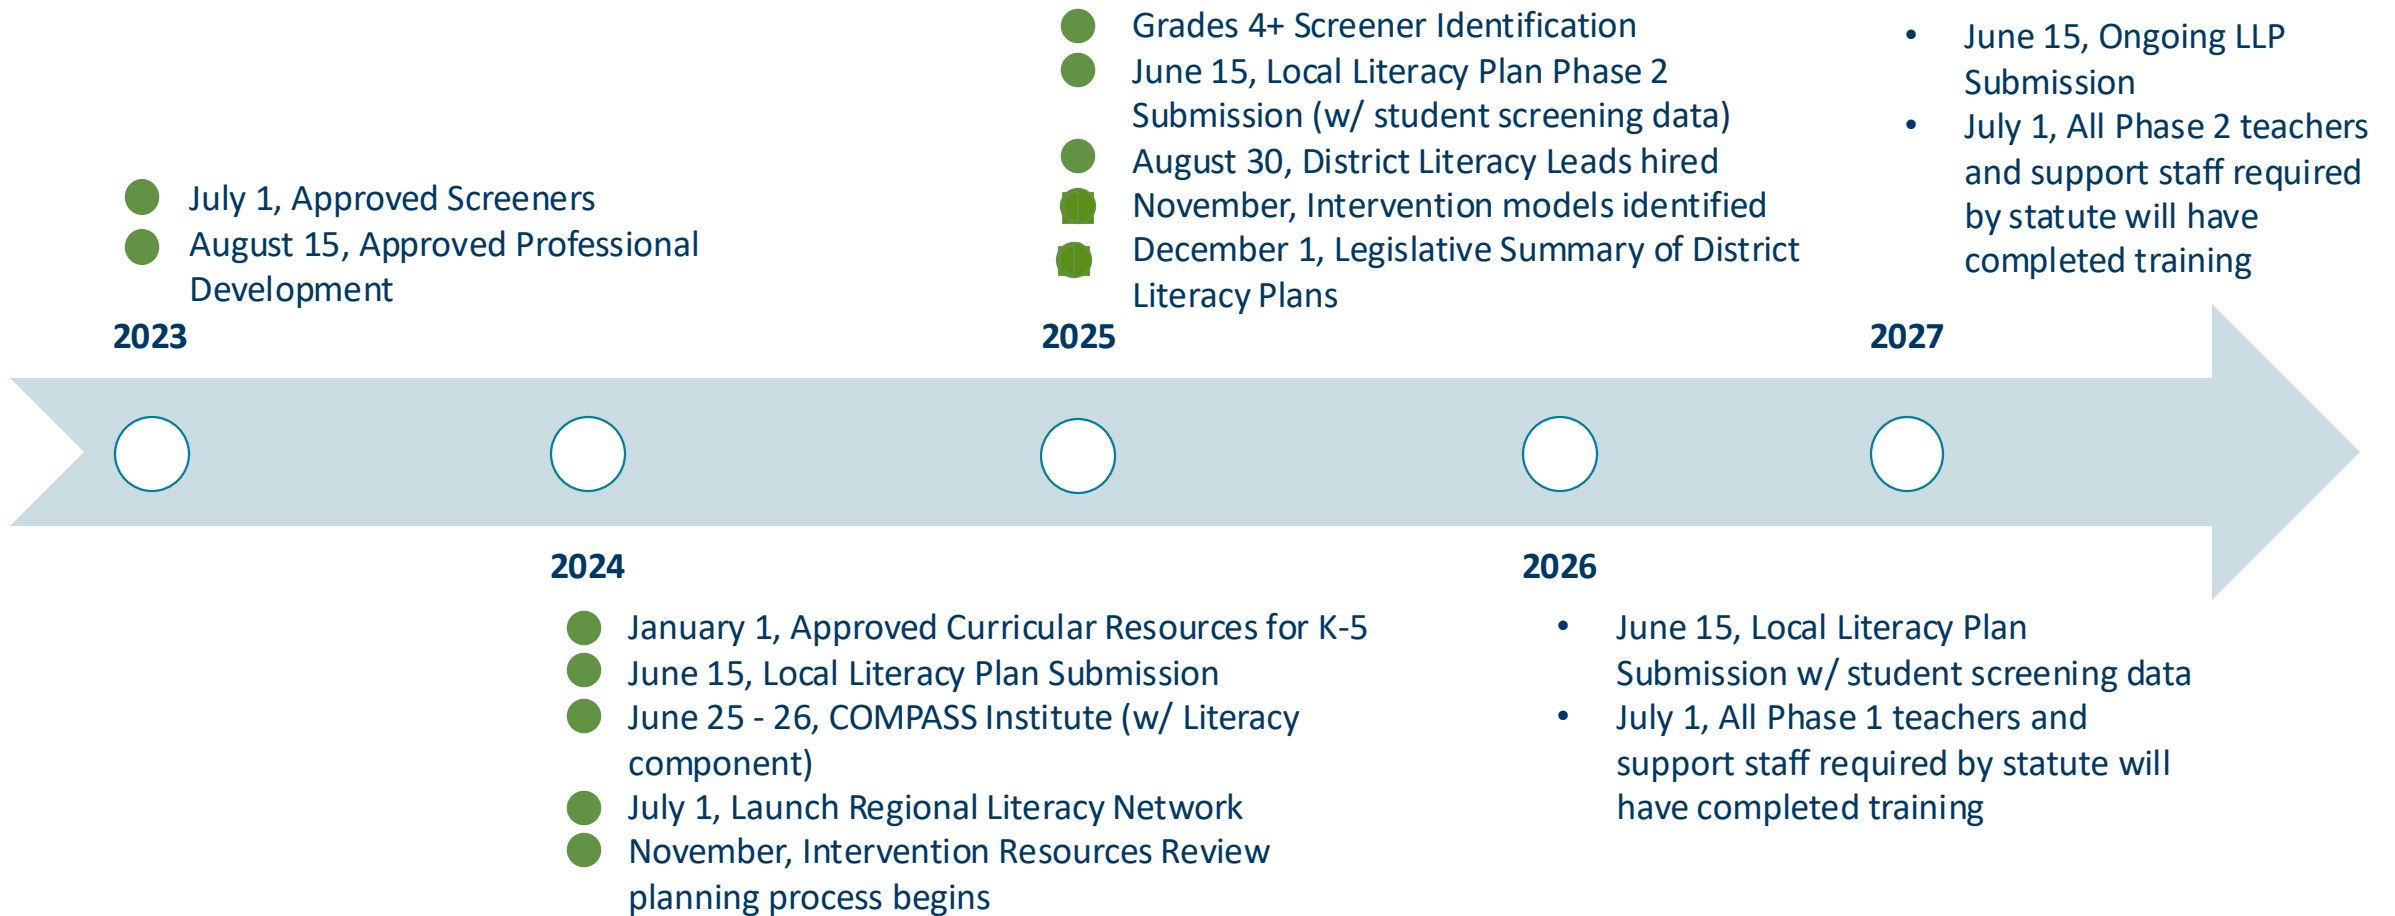 2023
July 1, Approved Screeners
August 15, Approved Professional
Development
2024
January 1, Approved Curricular Resources for K-5
June 15, Local Literacy Plan Submission
June 25 - 26, COMPASS Institute (w/ Literacy
component)
July 1, Launch Regional Literacy Network
November, Intervention Resources Review
planning process begins
2025
Grades 4+ Screener Identification
June 15, Local Literacy Plan Phase 2
Submission (w/ student screening data)
August 30, District Literacy Leads hired
November, Intervention models identified
December 1, Legislative Summary of District
Literacy Plans
2026
• June 15, Local Literacy Plan
Submission w/ student screening data
• July 1, All Phase 1 teachers and
support staff required by statute will
have completed training
2027
• June 15, Ongoing LLP
Submission
• July 1, All Phase 2 teachers
and support staff required
by statute will have
completed training